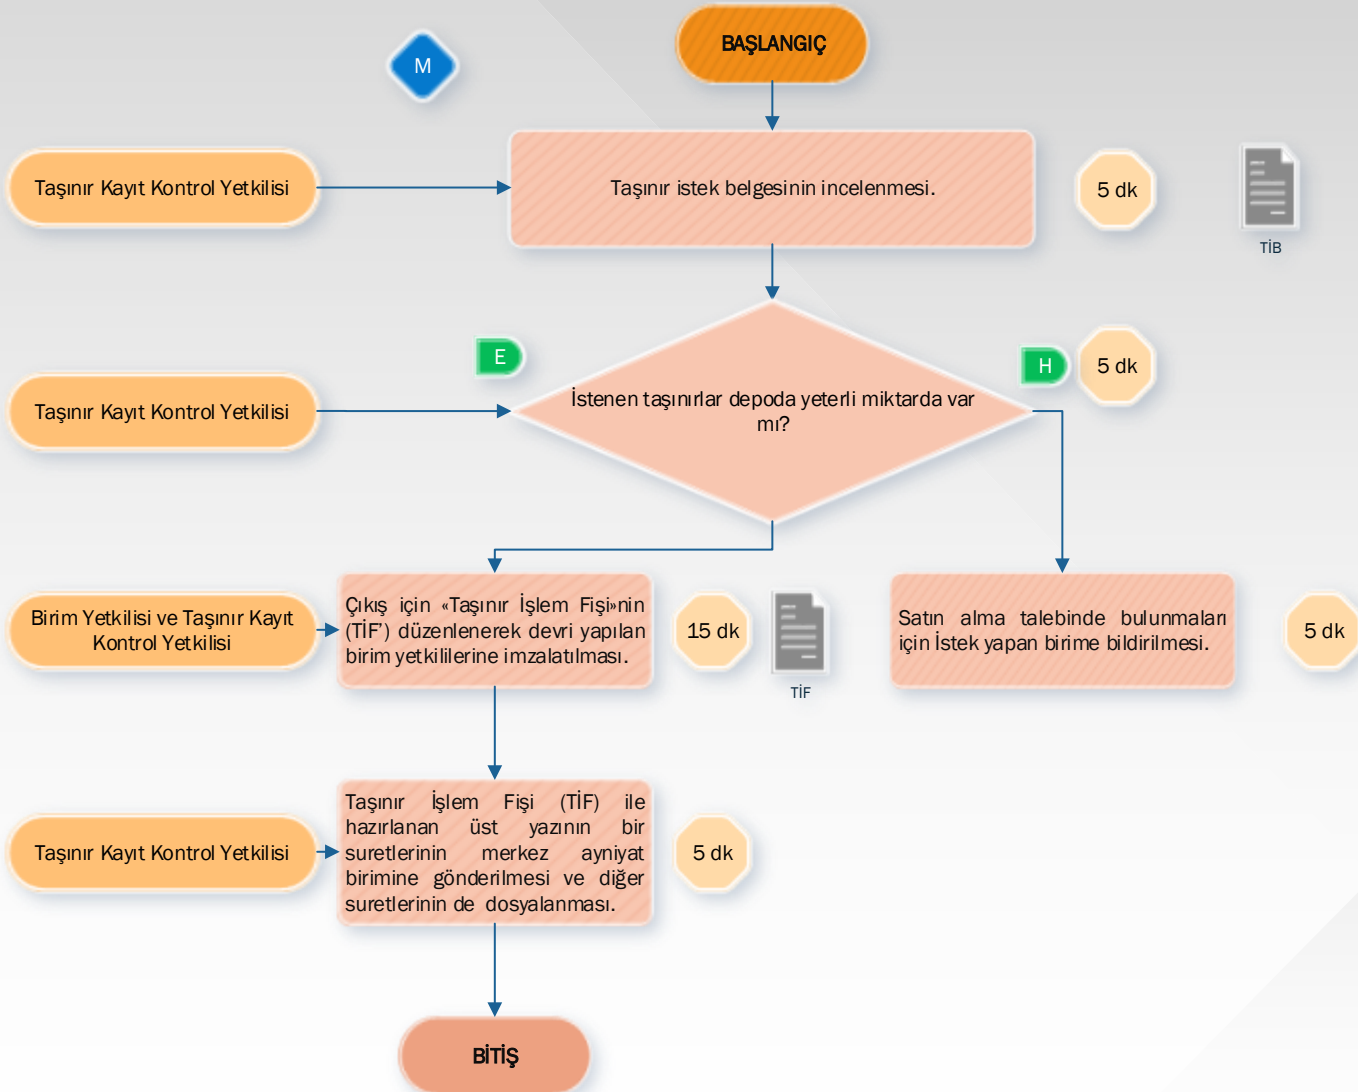 BAŞLANGIÇ
M
Taşınır Kayıt Kontrol Yetkilisi
Taşınır istek belgesinin incelenmesi.
5 dk
TİB
E
H
5 dk
Taşınır Kayıt Kontrol Yetkilisi
İstenen taşınırlar depoda yeterli miktarda var
mı?
Birim Yetkilisi ve Taşınır Kayıt
Kontrol Yetkilisi
Çıkış için «Taşınır İşlem Fişi»nin
(TİF’) düzenlenerek devri yapılan
birim yetkililerine imzalatılması.
15 dk
TİF
Satın alma talebinde bulunmaları
için İstek yapan birime bildirilmesi.
5 dk
Taşınır Kayıt Kontrol Yetkilisi
Taşınır İşlem Fişi (TİF) ile
hazırlanan üst yazının bir
suretlerinin merkez ayniyat
birimine gönderilmesi ve diğer
suretlerinin de dosyalanması.
5 dk
BİTİŞ